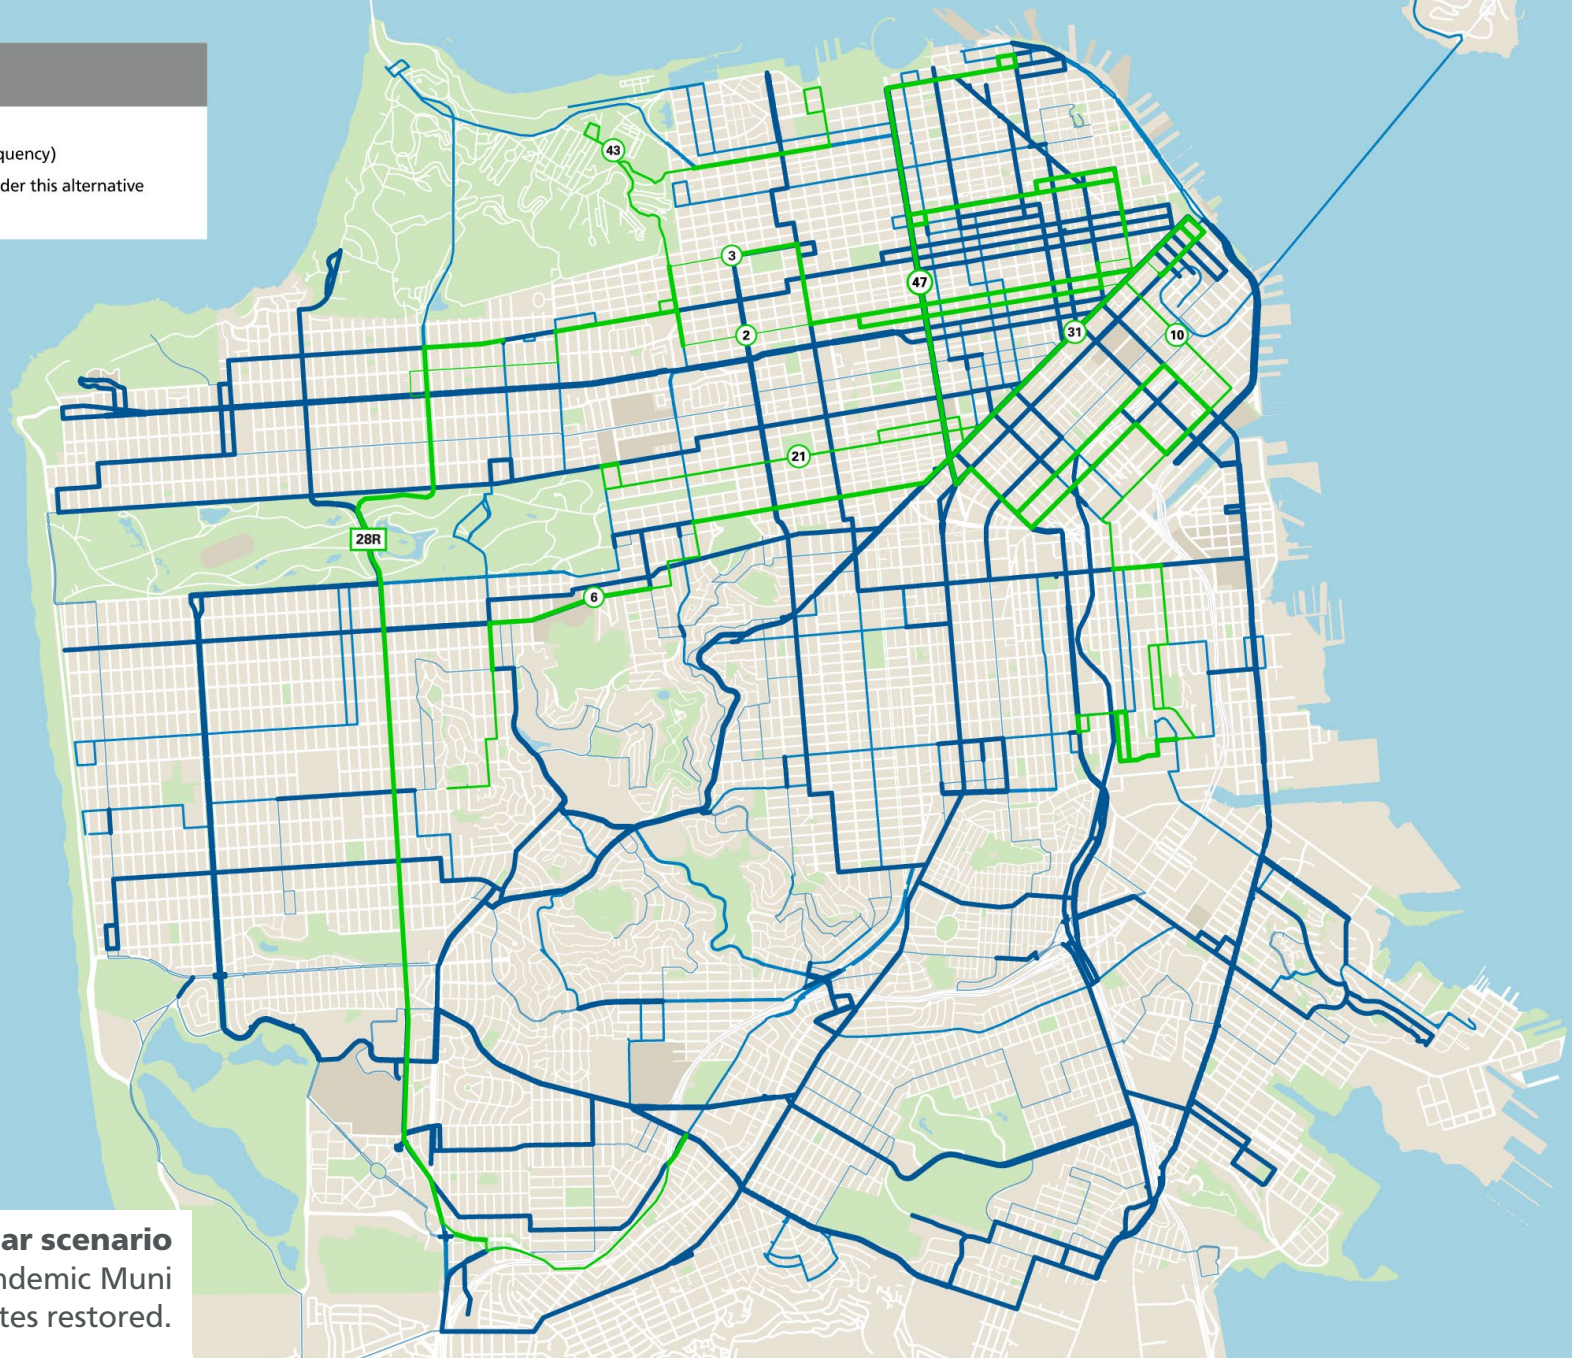 quency)
der this alternative
43
3
47
2
31
10
21
28R
6
ar scenario
ndemic Muni
tes restored.